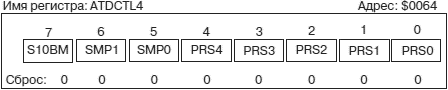 Имя регистра: ATDCTL4 Адрес: $0064
7 6 5 4 3 2 1 0
S10BM SMP1 SMP0 PRS4 PRS3 PRS2 PRS1 PRS0
Сброс: 0 0 0 0 0 0 0 0